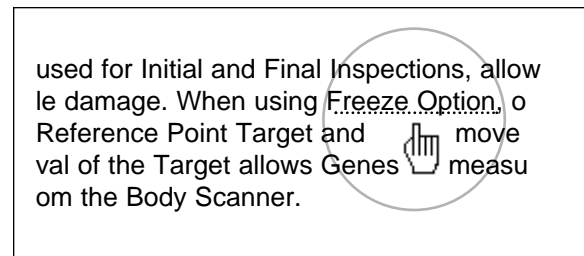 used for Initial and Final Inspections, allow
le damage. When using Freeze Option, o
Reference Point Target and move
val of the Target allows Genes measu
om the Body Scanner.